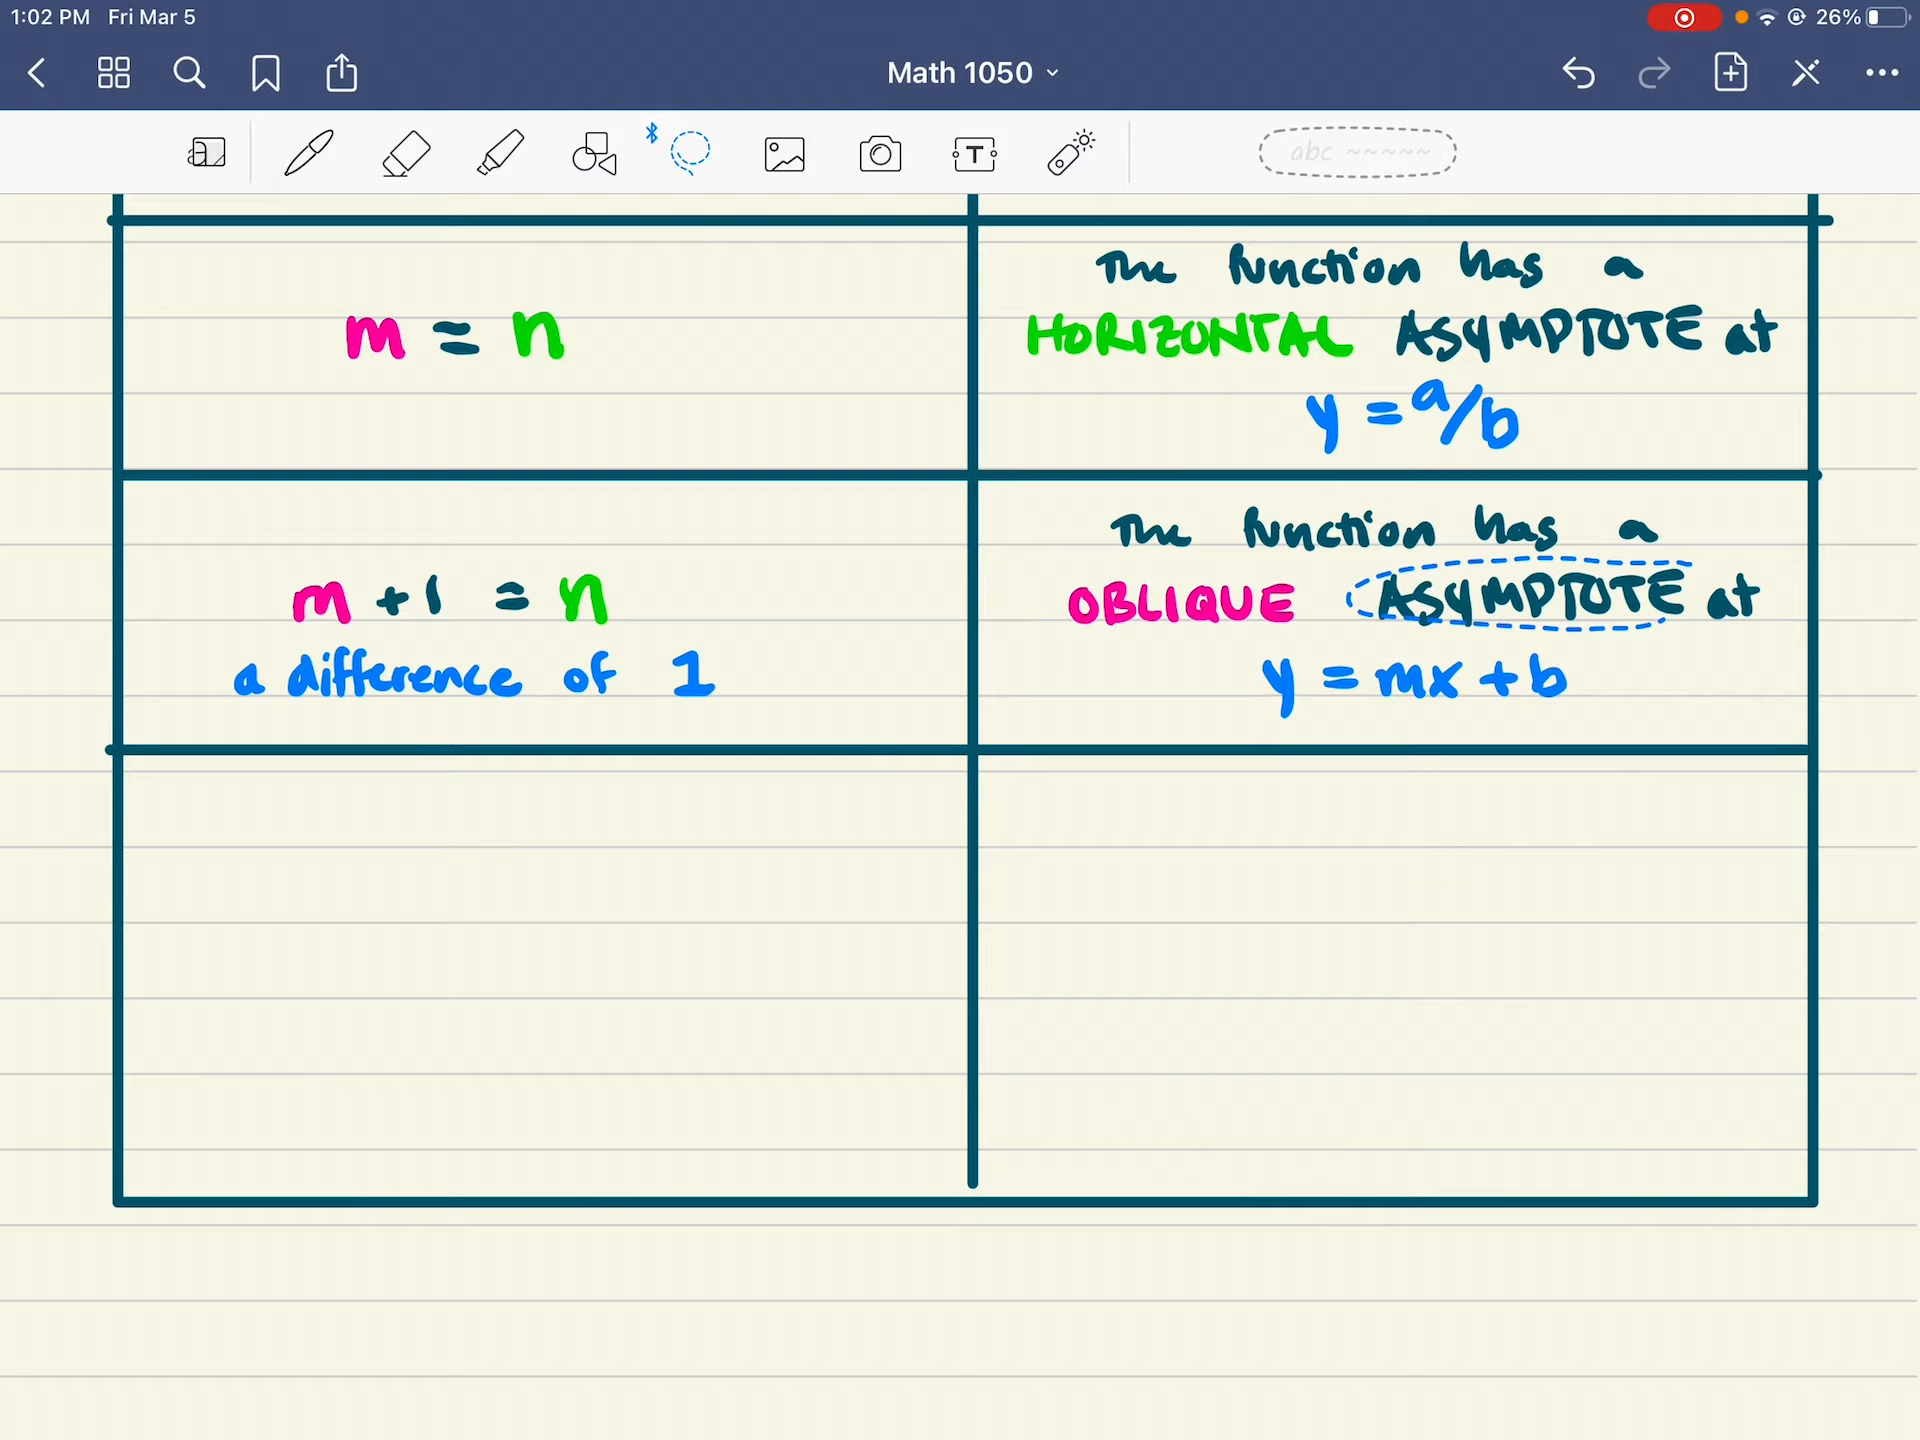 1:02 PM Fri Mar 5
26%
Math 1050
T
abc
The function has a
m = n
HORIZONTAL ASYMPTOTE at
y = a/b
The function has a
m + 1 = n
OBLIQUE ASYMPTOTE at
a difference of 1
y = mx + b